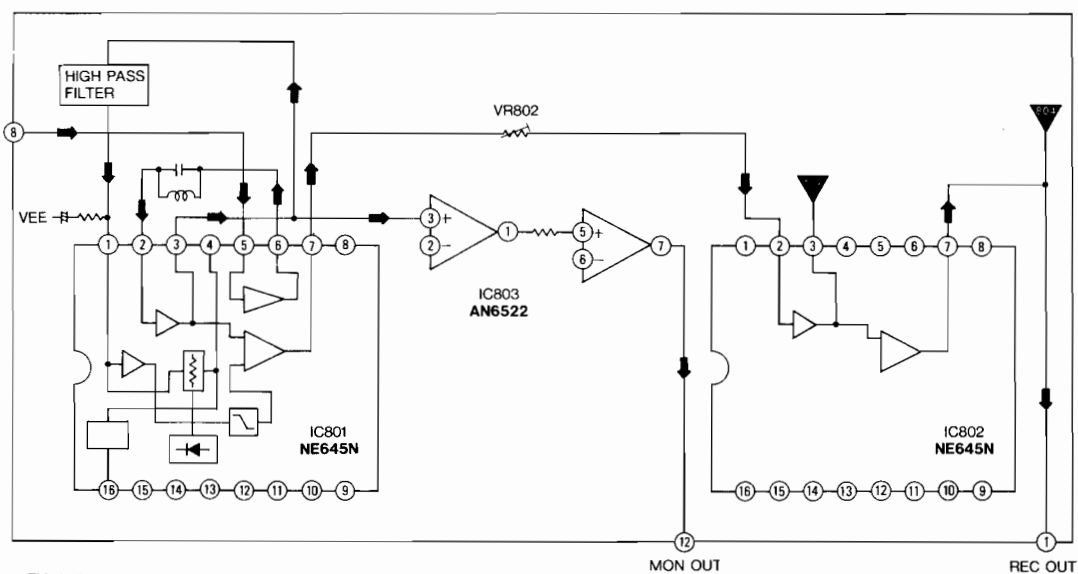 HIGH PASS
FILTER
8
VR802
804
VEE
1 2 3 4 5 6 7 8
3 +
2 -
1
5 +
6 -
7
1 2 3 4 5 6 7 8
IC803
AN6522
IC801
NE645N
IC802
NE645N
16 15 14 13 12 11 10 9
16 15 14 13 12 11 10 9
12
1
MON OUT
REC OUT